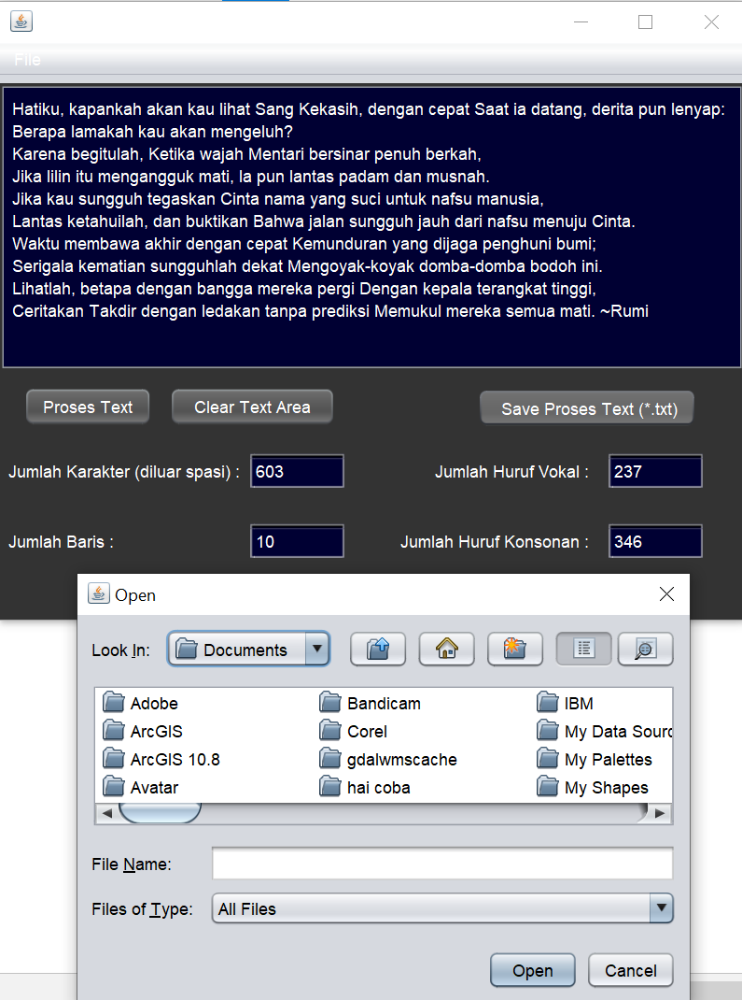 File
Hatiku, kapankah akan kau lihat Sang Kekasih, dengan cepat Saat ia datang, derita pun lenyap:
Berapa lamakah kau akan mengeluh?
Karena begitulah, Ketika wajah Mentari bersinar penuh berkah,
Jika lilin itu mengangguk mati, Ia pun lantas padam dan musnah.
Jika kau sungguh tegaskan Cinta nama yang suci untuk nafsu manusia,
Lantas ketahuilah, dan buktikan Bahwa jalan sungguh jauh dari nafsu menuju Cinta.
Waktu membawa akhir dengan cepat Kemunduran yang dijaga penghuni bumi;
Serigala kematian sungguhlah dekat Mengoyak-koyak domba-domba bodoh ini.
Lihatlah, betapa dengan bangga mereka pergi Dengan kepala terangkat tinggi,
Ceritakan Takdir dengan ledakan tanpa prediksi Memukul mereka semua mati. ~Rumi
Proses Text Clear Text Area Save Proses Text (*.txt)
Jumlah Karakter (diluar spasi) : 603 Jumlah Huruf Vokal : 237
Jumlah Baris : 10 Jumlah Huruf Konsonan : 346
Open
Look In: Documents
Adobe Bandicam IBM
ArcGIS Corel My Data Sourc
ArcGIS 10.8 gdalwmscache My Palettes
Avatar hai coba My Shapes
File Name:
Files of Type: All Files
Open Cancel